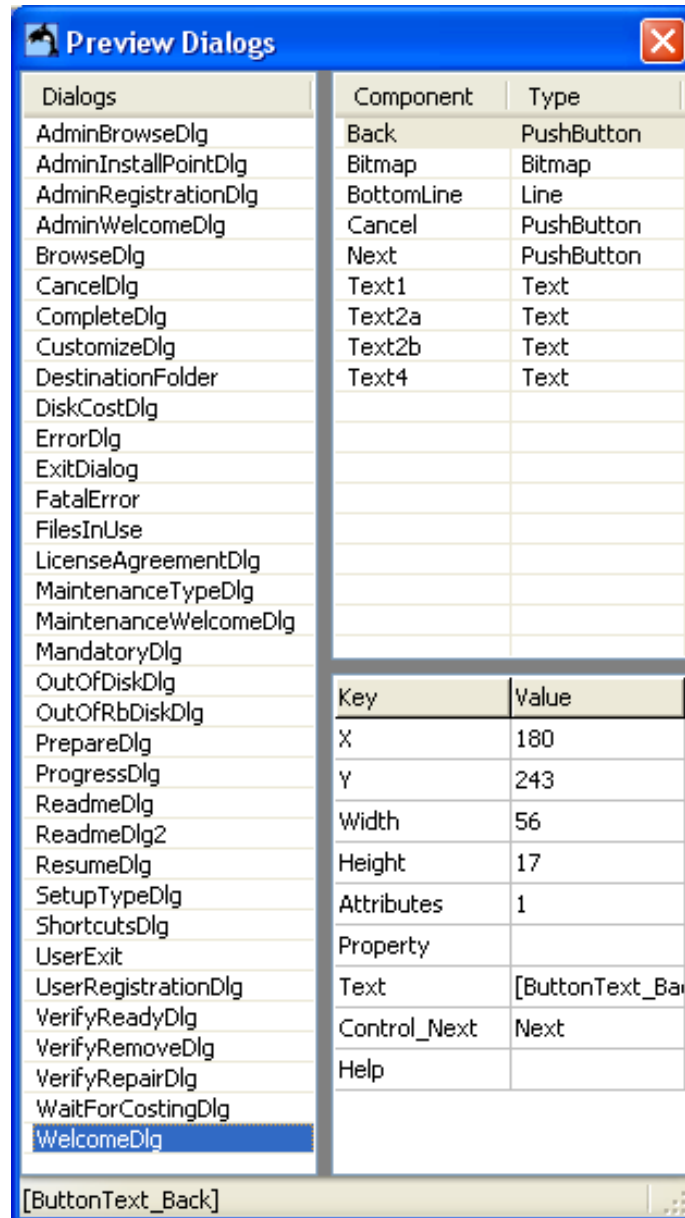 Preview Dialogs
Dialogs
AdminBrowseDlg
AdminInstallPointDlg
AdminRegistrationDlg
AdminWelcomeDlg
BrowseDlg
CancelDlg
CompleteDlg
CustomizeDlg
DestinationFolder
DiskCostDlg
ErrorDlg
ExitDialog
FatalError
FilesInUse
LicenseAgreementDlg
MaintenanceTypeDlg
MaintenanceWelcomeDlg
MandatoryDlg
OutOfDiskDlg
OutOfRbDiskDlg
PrepareDlg
ProgressDlg
ReadmeDlg
ReadmeDlg2
ResumeDlg
SetupTypeDlg
ShortcutsDlg
UserExit
UserRegistrationDlg
VerifyReadyDlg
VerifyRemoveDlg
VerifyRepairDlg
WaitForCostingDlg
WelcomeDlg
Component Type
Back PushButton
Bitmap Bitmap
BottomLine Line
Cancel PushButton
Next PushButton
Text1 Text
Text2a Text
Text2b Text
Text4 Text
Key Value
X 180
Y 243
Width 56
Height 17
Attributes 1
Property
Text [ButtonText_Ba
Control_Next Next
Help
[ButtonText_Back]